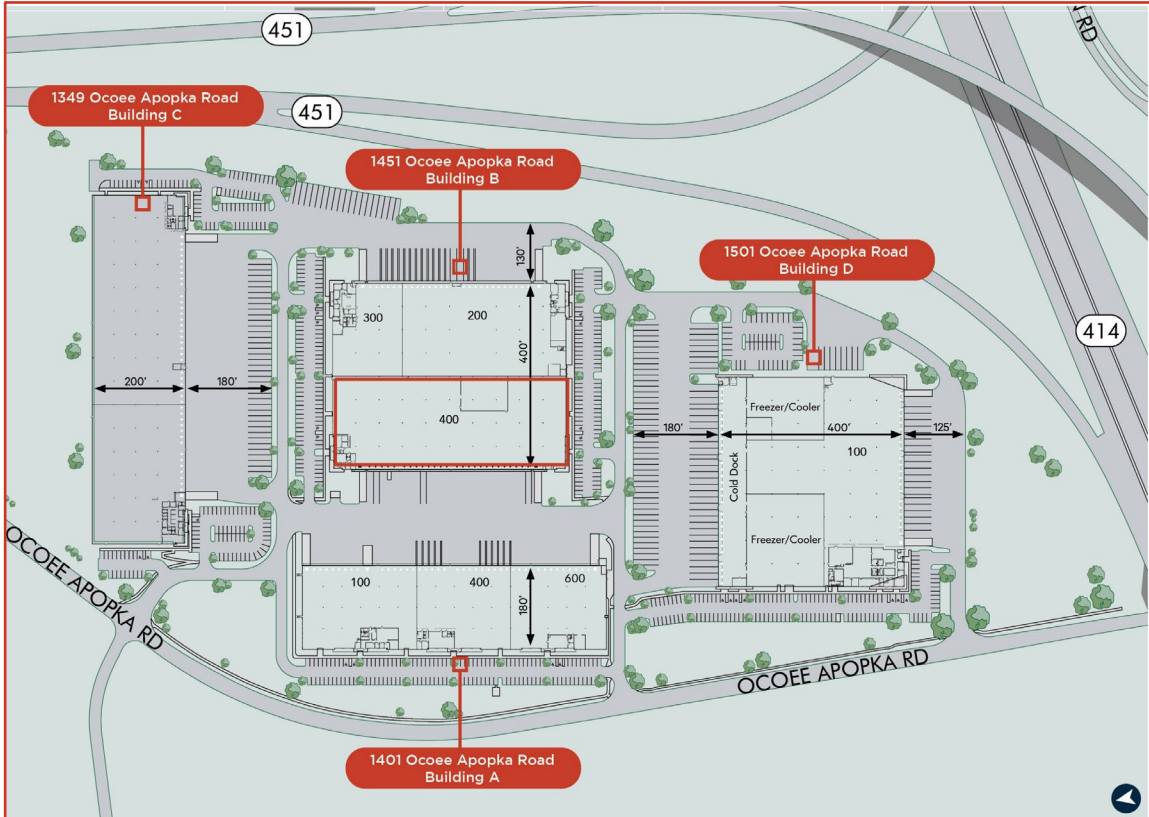 451
N RD
1349 Ocoee Apopka Road
Building C
451
1451 Ocoee Apopka Road
Building B
130'
1501 Ocoee Apopka Road
Building D
414
300
200
400'
200'
180'
400
Freezer/Cooler
180'
400'
125'
100
Cold Dock
Freezer/Cooler
OCOEE APOPKA RD
100
400
600
180'
OCOEE APOPKA RD
1401 Ocoee Apopka Road
Building A